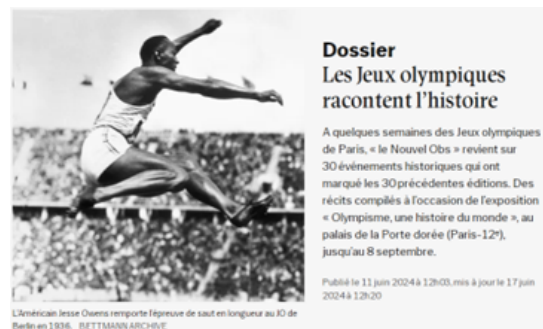 Dossier
Les Jeux olympiques
racontent l'histoire
A quelques semaines des Jeux olympiques
de Paris, « le Nouvel Obs » revient sur
30 événements historiques qui ont
marqué les 30 précédentes éditions. Des
récits compilés à l'occasion de l'exposition
« Olympisme, une histoire du monde », au
palais de la Porte dorée (Paris-12ᵉ),
jusqu'au 8 septembre.
Publié le 11 juin 2024 à 12h03, mis à jour le 17 juin
2024 à 12h20
L'Américain Jesse Owens remporte l'épreuve de saut en longueur au JO de
Berlin en 1936. BETTMANN ARCHIVE